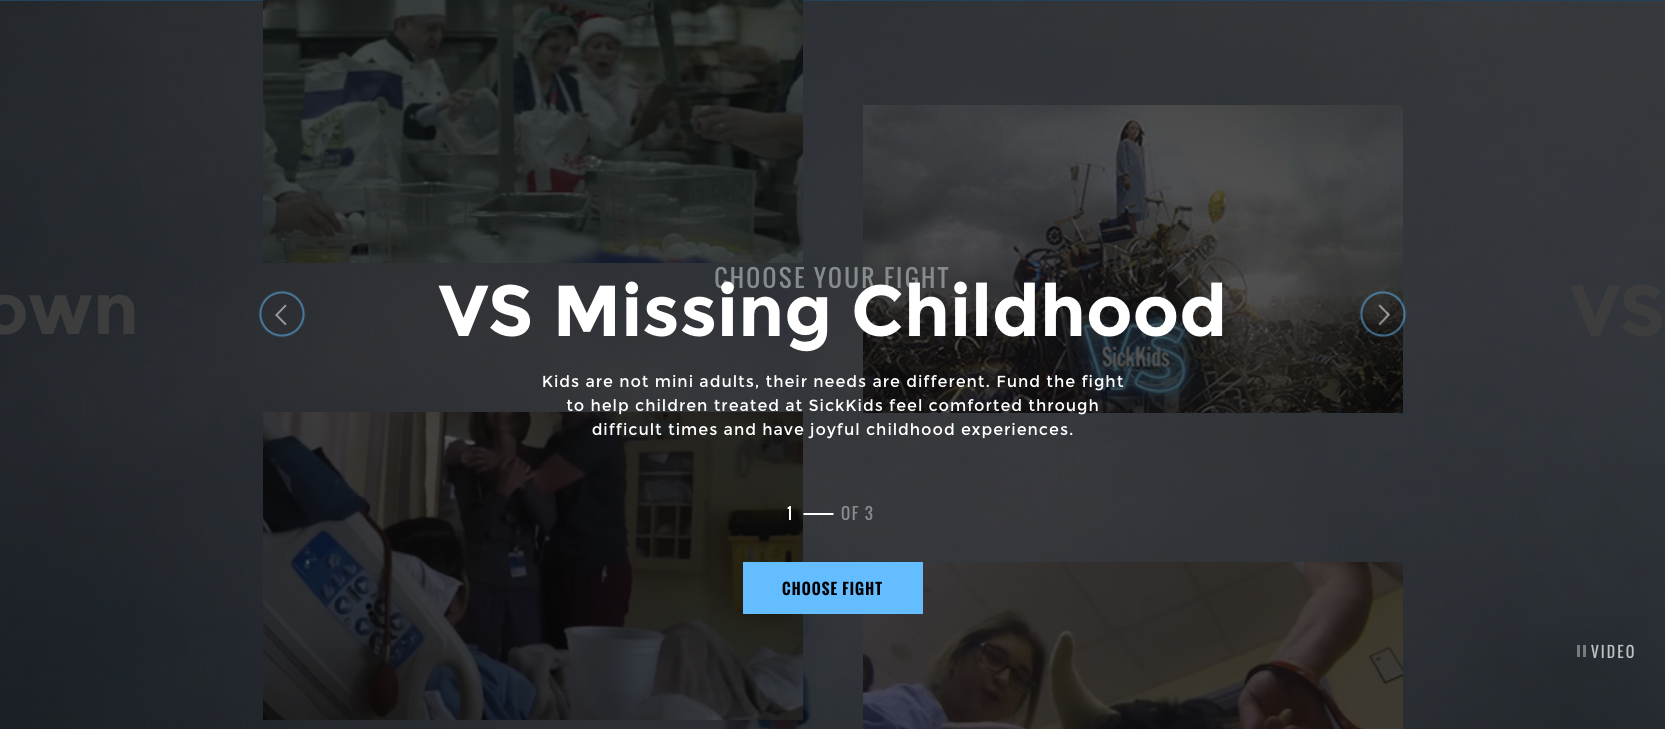 CHOOSE YOUR FIGHT
own
VS Missing Childhood
VS
SickKids
VS
Kids are not mini adults, their needs are different. Fund the fight
to help children treated at SickKids feel comforted through
difficult times and have joyful childhood experiences.
1 OF 3
CHOOSE FIGHT
VIDEO